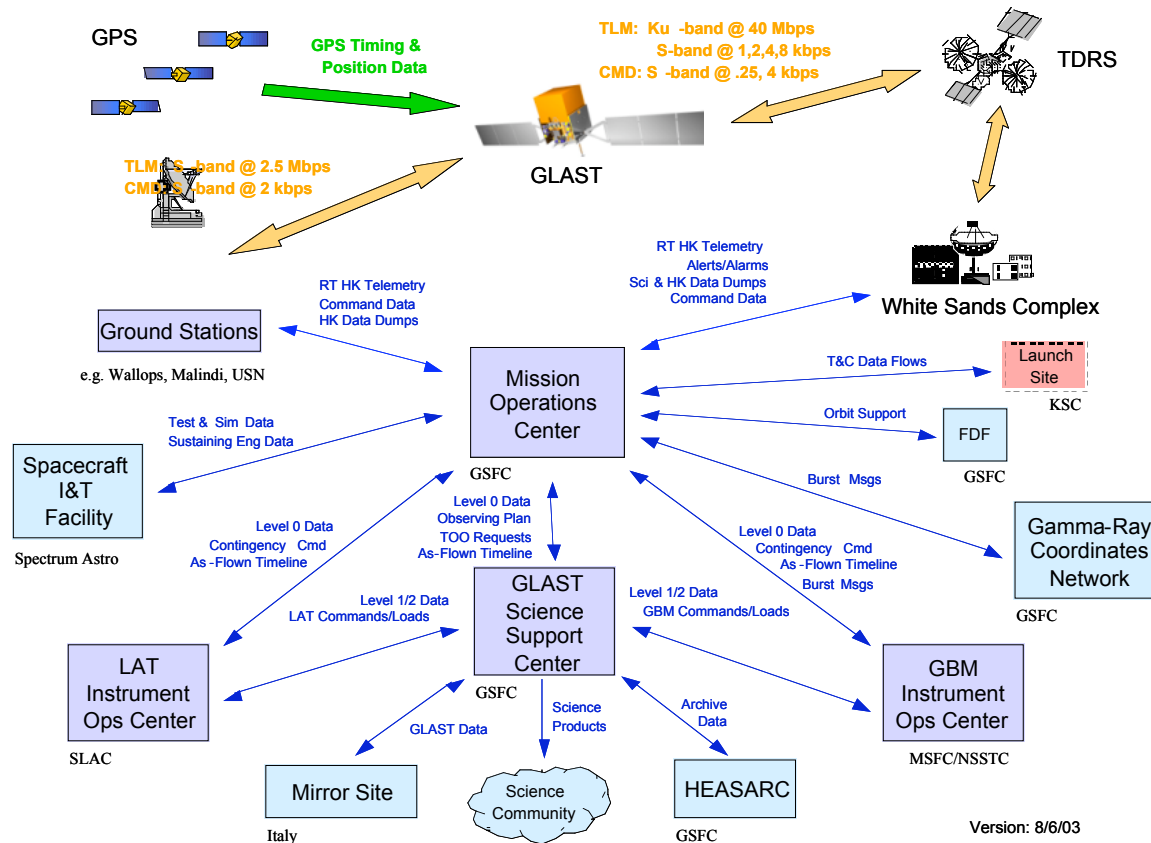 GPS
GPS Timing &
Position Data
TLM: Ku -band @ 40 Mbps
S-band @ 1,2,4,8 kbps
CMD: S -band @ .25, 4 kbps
TDRS
GLAST
TLM: S -band @ 2.5 Mbps
CMD: S -band @ 2 kbps
RT HK Telemetry
Alerts/Alarms
Sci & HK Data Dumps
Command Data
White Sands Complex
RT HK Telemetry
Command Data
HK Data Dumps
Ground Stations
e.g. Wallops, Malindi, USN
Mission
Operations
Center
GSFC
T&C Data Flows
Launch
Site
KSC
Orbit Support
FDF
GSFC
Test & Sim Data
Sustaining Eng Data
Spacecraft
I&T
Facility
Spectrum Astro
Burst Msgs
Gamma-Ray
Coordinates
Network
GSFC
Level 0 Data
Contingency Cmd
As -Flown Timeline
Level 0 Data
Observing Plan
TOO Requests
As-Flown Timeline
Level 0 Data
Contingency Cmd
As -Flown Timeline
Burst Msgs
GLAST
Science
Support
Center
GSFC
Level 1/2 Data
LAT Commands/Loads
Level 1/2 Data
GBM Commands/Loads
LAT
Instrument
Ops Center
SLAC
GBM
Instrument
Ops Center
MSFC/NSSTC
GLAST Data
Science
Products
Archive
Data
Mirror Site
Italy
Science
Community
HEASARC
GSFC
Version: 8/6/03